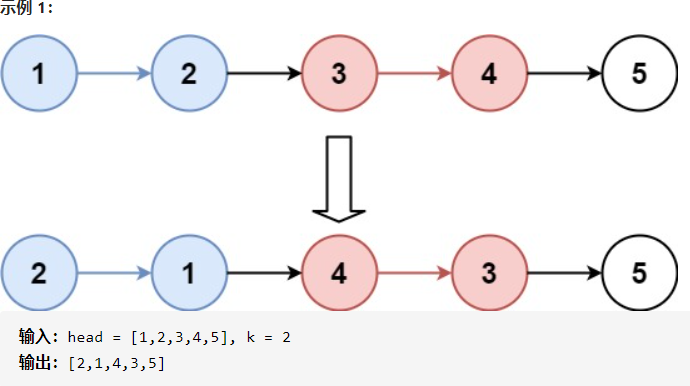 示例 1：
1 2 3 4 5
2 1 4 3 5
输入：head = [1,2,3,4,5], k = 2
输出：[2,1,4,3,5]